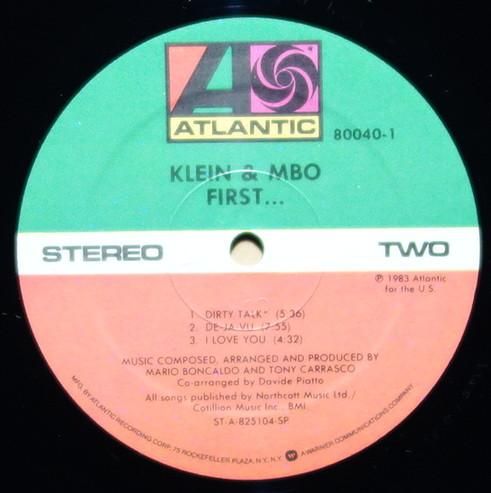 ATLANTIC
80040-1
KLEIN & MBO
FIRST...
STEREO
TWO
℗ 1983 Atlantic
for the U.S.
1. DIRTY TALK* (5:36)
2. DE-JA VU (7:55)
3. I LOVE YOU (4:32)
MUSIC COMPOSED, ARRANGED AND PRODUCED BY
MARIO BONCALDO AND TONY CARRASCO
Co-arranged by Davide Piatto
All songs published by Northcott Music Ltd./
Cotillion Music Inc., BMI
ST-A-825104-SP
MFG. BY ATLANTIC RECORDING CORP., 75 ROCKEFELLER PLAZA, N.Y., N.Y. A WARNER COMMUNICATIONS COMPANY